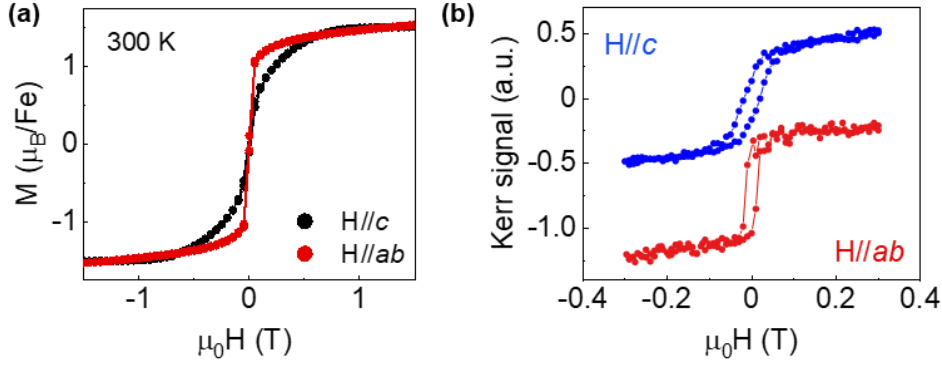 (a)
300 K
M (μB/Fe)
1
0
-1
H//c
H//ab
-1
0
1
μ0H (T)
(b)
H//c
Kerr signal (a.u.)
0.5
0
-0.5
-1.0
H//ab
-0.4
-0.2
0
0.2
0.4
μ0H (T)